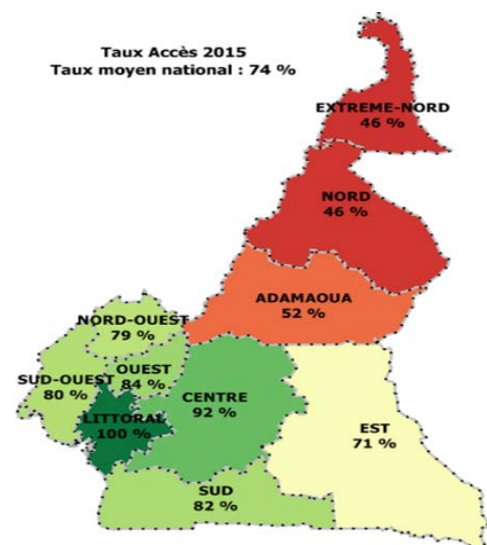 Taux Accès 2015
Taux moyen national : 74 %
EXTREME-NORD
46 %
NORD
46 %
ADAMAOUA
52 %
NORD-OUEST
79 %
OUEST
84 %
SUD-OUEST
80 %
CENTRE
92 %
LITTORAL
100 %
EST
71 %
SUD
82 %